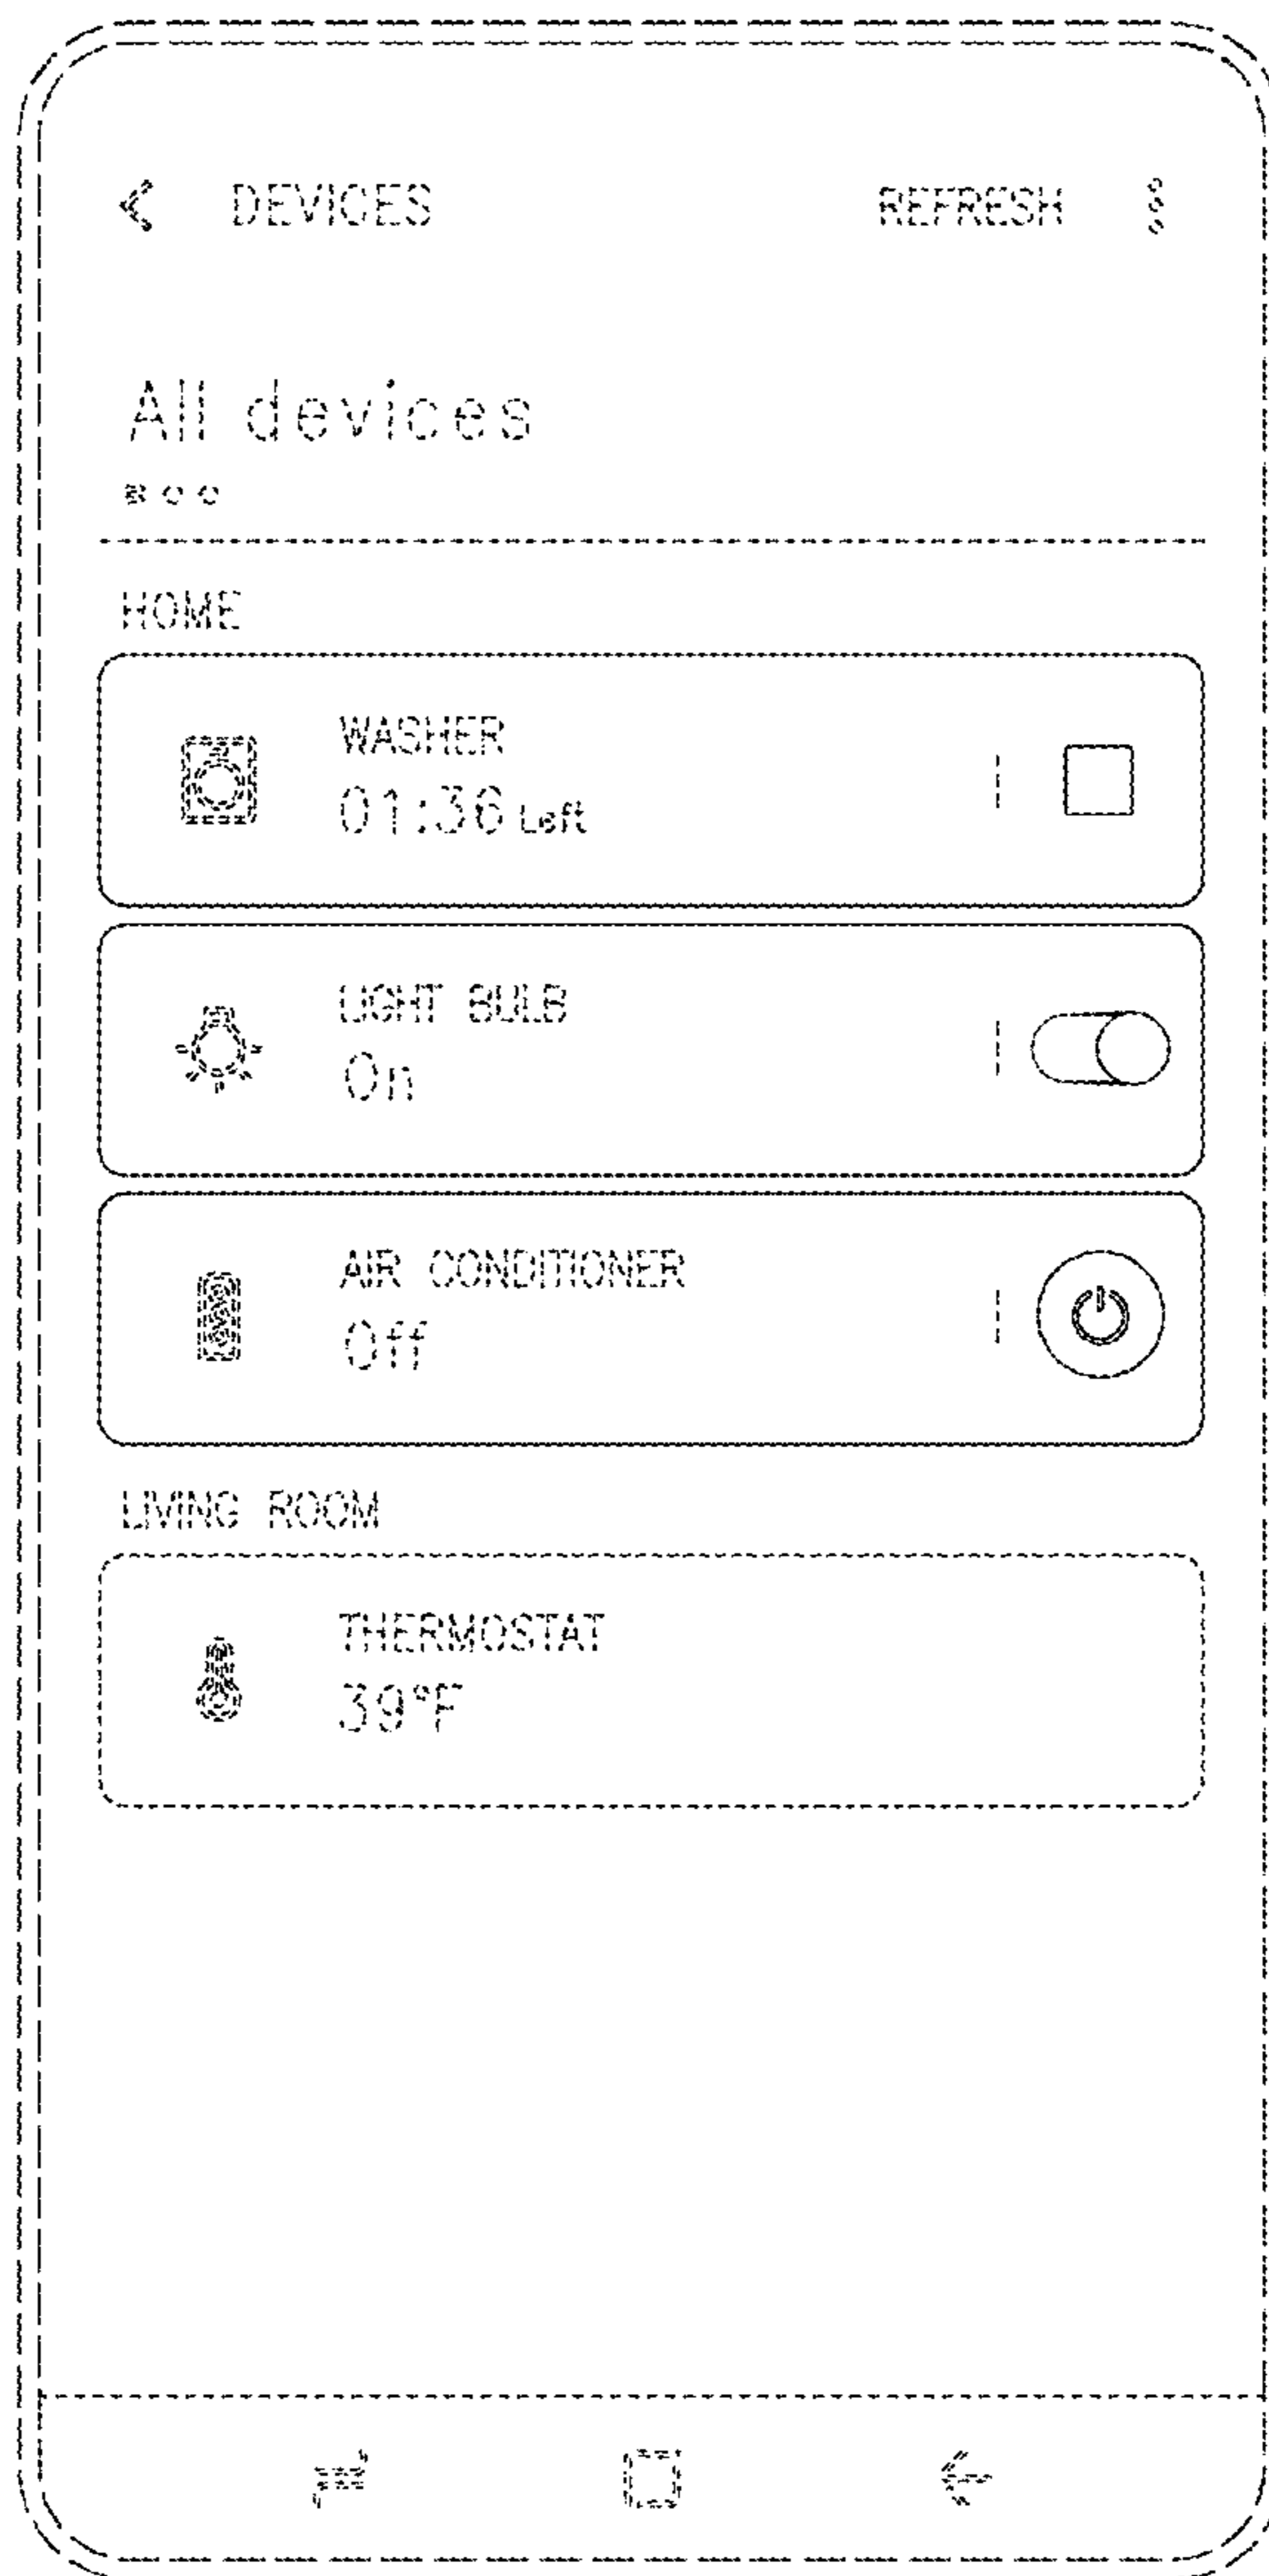 DEVICES REFRESH
All devices
HOME
WASHER
01:36 Left
LIGHT BULB
On
AIR CONDITIONER
Off
LIVING ROOM
THERMOSTAT
39°F